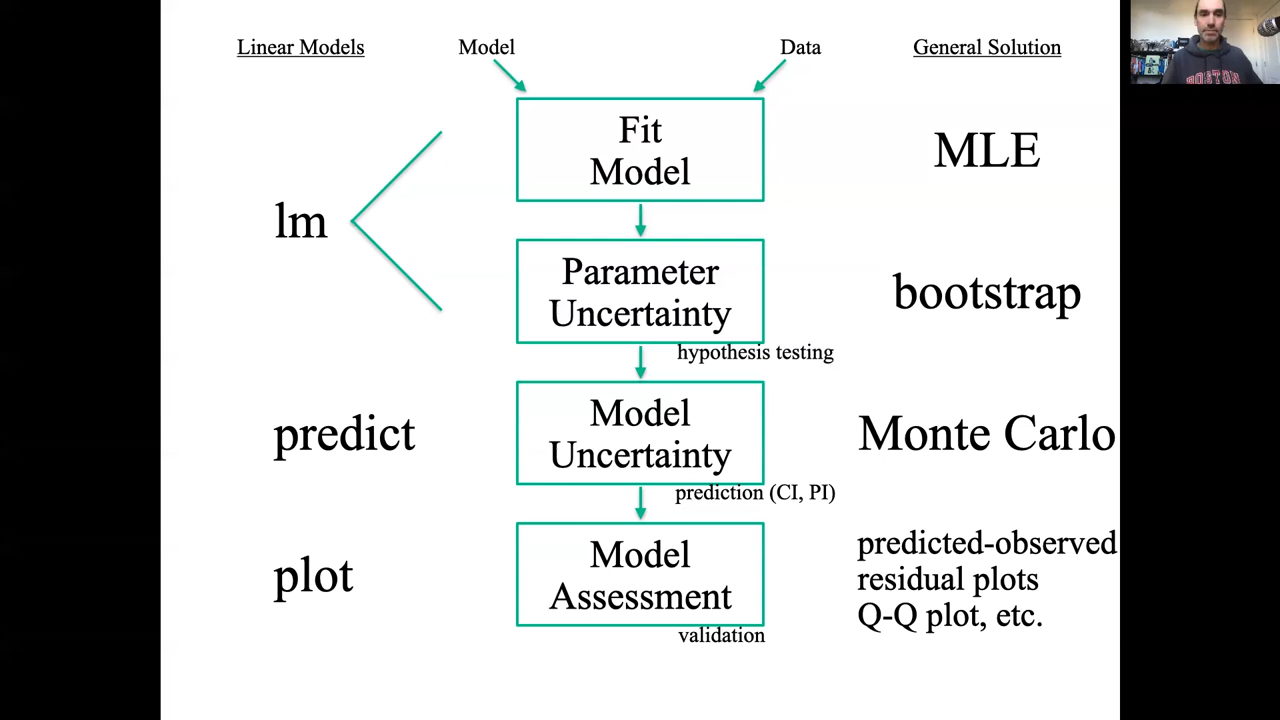 Linear Models
Model
Data
General Solution
Fit
Model
MLE
lm
Parameter
Uncertainty
bootstrap
hypothesis testing
predict
Model
Uncertainty
Monte Carlo
prediction (CI, PI)
plot
Model
Assessment
predicted-observed
residual plots
Q-Q plot, etc.
validation
BOSTON